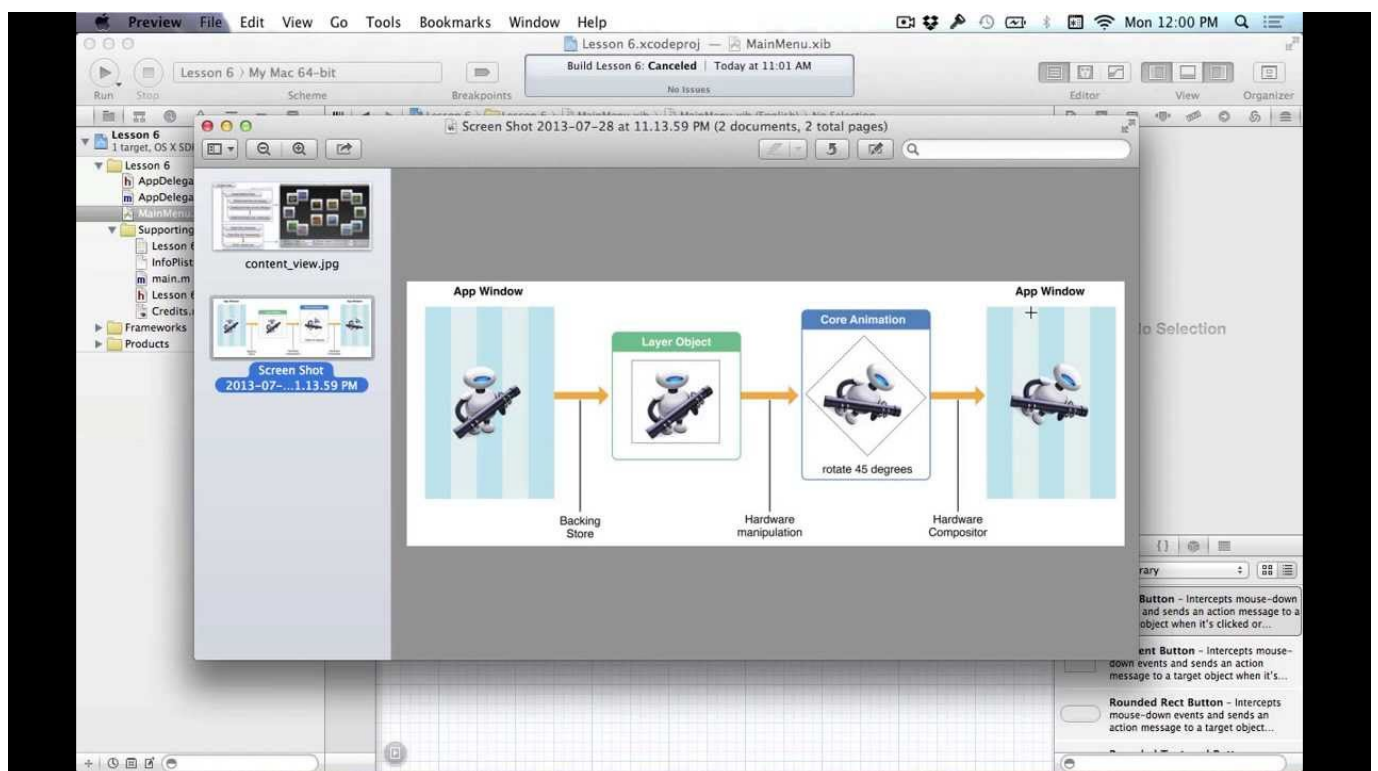 Preview File Edit View Go Tools Bookmarks Window Help Mon 12:00 PM
Lesson 6.xcodeproj — MainMenu.xib
Lesson 6 〉 My Mac 64-bit
Build Lesson 6: Canceled | Today at 11:01 AM
No Issues
Run Stop Scheme Breakpoints Editor View Organizer
Lesson 6
1 target, OS X SD
Lesson 6
h AppDelega
m AppDelega
MainMenu.
Supporting
Lesson 6
InfoPlist
m main.m
h Lesson 6
Credits.
Frameworks
Products
Screen Shot 2013-07-28 at 11.13.59 PM (2 documents, 2 total pages)
content_view.jpg
Screen Shot
2013-07-...1.13.59 PM
App Window
Layer Object
Core Animation
rotate 45 degrees
App Window
Backing
Store
Hardware
manipulation
Hardware
Compositor
o Selection
rary
Button - Intercepts mouse-down
and sends an action message to a
object when it's clicked or...
ent Button - Intercepts mouse-
down events and sends an action
message to a target object when it's...
Rounded Rect Button - Intercepts
mouse-down events and sends an
action message to a target object...